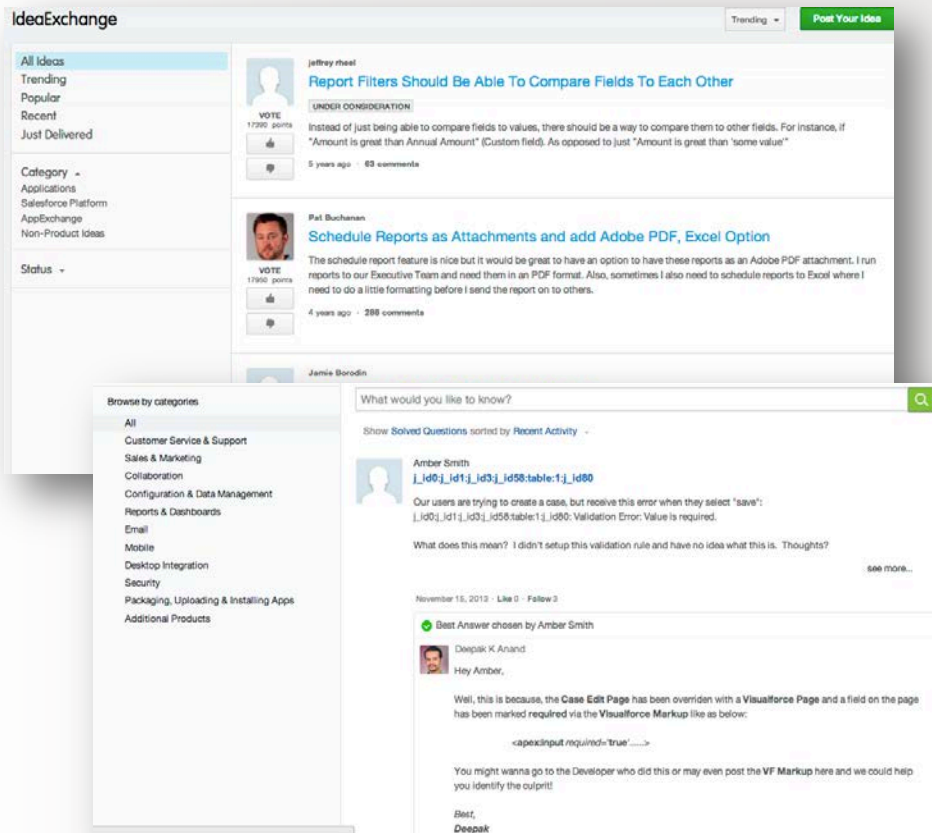 IdeaExchange
Trending
Post Your Idea
All Ideas
Trending
Popular
Recent
Just Delivered
Category
Applications
Salesforce Platform
AppExchange
Non-Product Ideas
Status
jeffrey rheel
Report Filters Should Be Able To Compare Fields To Each Other
UNDER CONSIDERATION
VOTE
17390 points
Instead of just being able to compare fields to values, there should be a way to compare them to other fields. For instance, if
"Amount is great than Annual Amount" (Custom field). As opposed to just "Amount is great than 'some value'"
5 years ago · 63 comments
Pat Buchanan
Schedule Reports as Attachments and add Adobe PDF, Excel Option
VOTE
17950 points
The schedule report feature is nice but it would be great to have an option to have these reports as an Adobe PDF attachment. I run
reports to our Executive Team and need them in an PDF format. Also, sometimes I also need to schedule reports to Excel where I
need to do a little formatting before I send the report on to others.
4 years ago · 288 comments
Jamie Borodin
Browse by categories
All
Customer Service & Support
Sales & Marketing
Collaboration
Configuration & Data Management
Reports & Dashboards
Email
Mobile
Desktop Integration
Security
Packaging, Uploading & Installing Apps
Additional Products
What would you like to know?
Show Solved Questions sorted by Recent Activity
Amber Smith
j_id0:j_id1:j_id3:j_id58:table:1:j_id80
Our users are trying to create a case, but receive this error when they select "save":
j_id0:j_id1:j_id3:j_id58:table:1:j_id80: Validation Error: Value is required.
What does this mean? I didn't setup this validation rule and have no idea what this is. Thoughts?
see more...
November 15, 2013 · Like 0 · Follow 3
Best Answer chosen by Amber Smith
Deepak K Anand
Hey Amber,
Well, this is because, the Case Edit Page has been overriden with a Visualforce Page and a field on the page
has been marked required via the Visualforce Markup like as below:
<apex:input required='true'......>
You might wanna go to the Developer who did this or may even post the VF Markup here and we could help
you identify the culprit!
Best,
Deepak